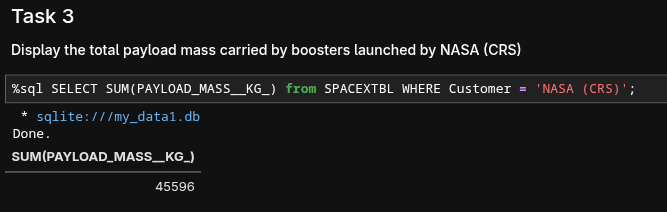 Task 3
Display the total payload mass carried by boosters launched by NASA (CRS)
%sql SELECT SUM(PAYLOAD_MASS__KG_) from SPACEXTBL WHERE Customer = 'NASA (CRS)';
* sqlite:///my_data1.db
Done.
SUM(PAYLOAD_MASS__KG_)
45596